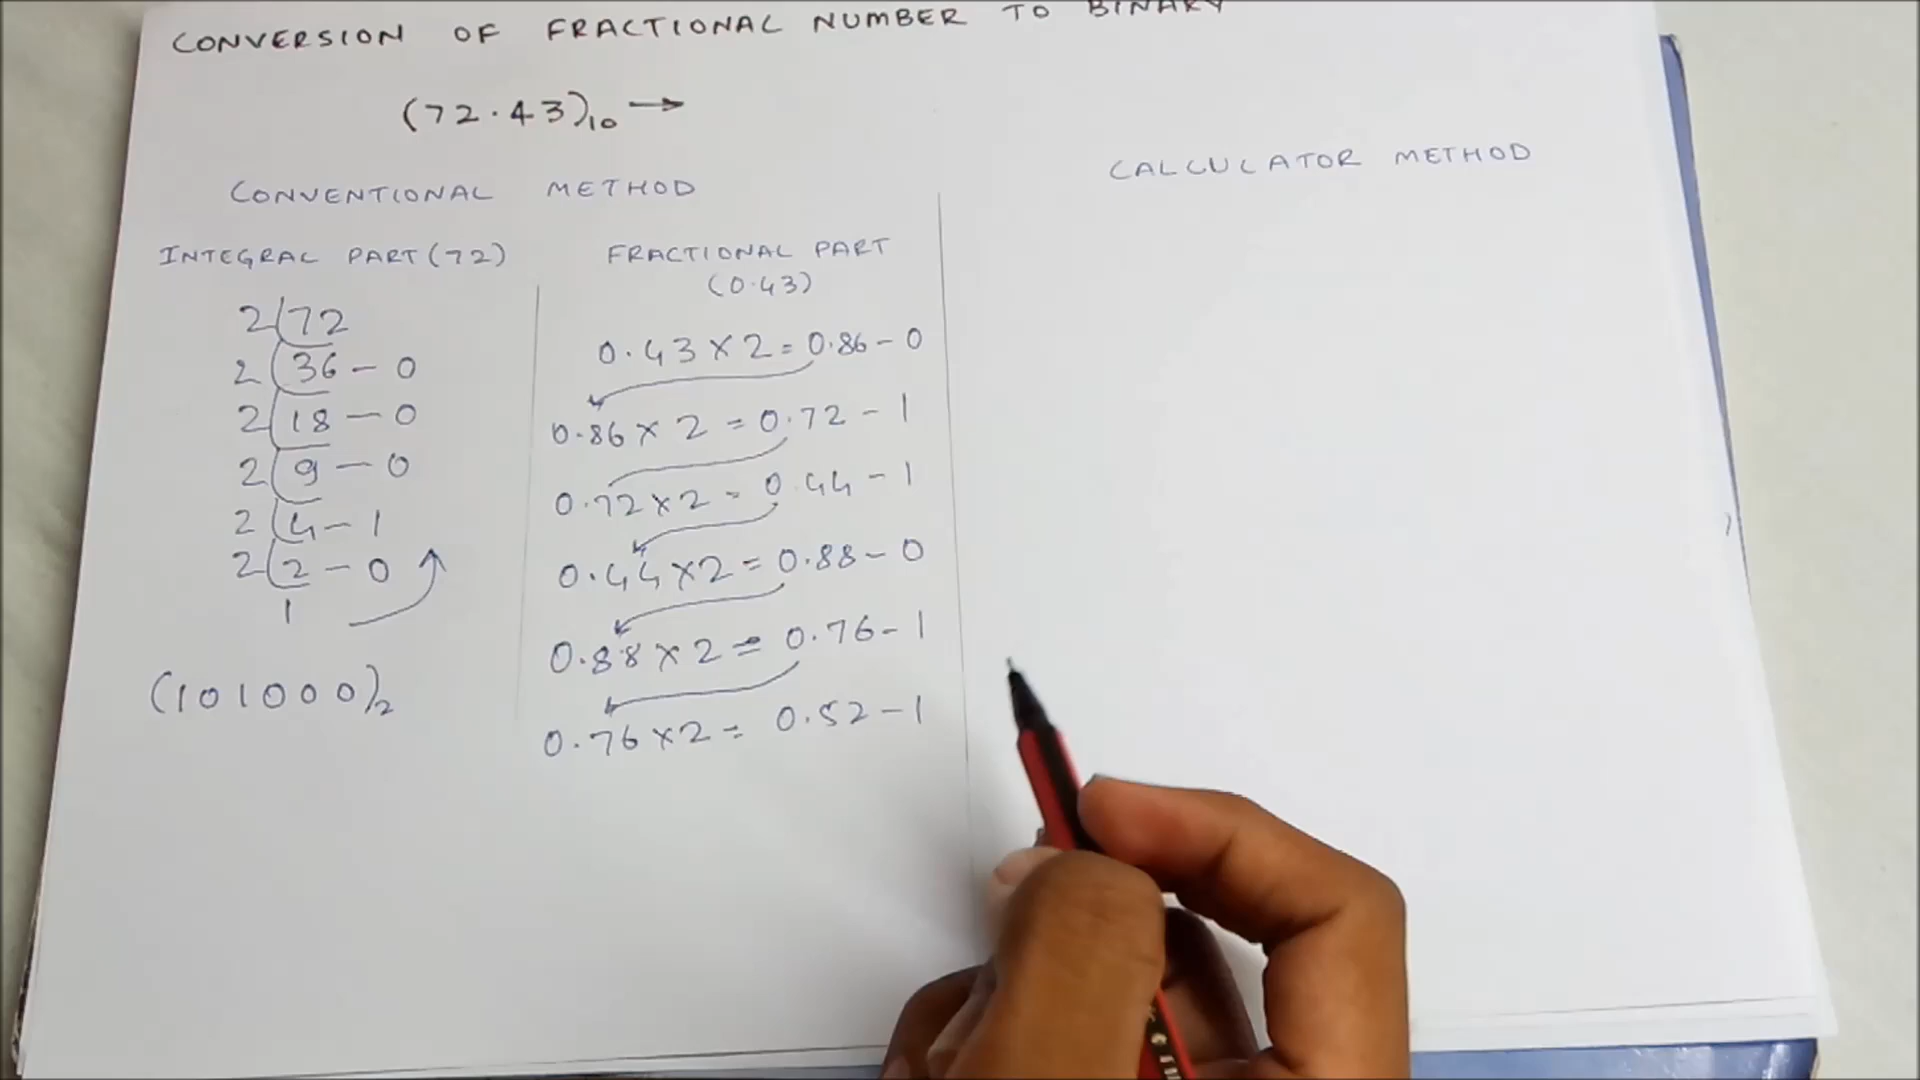 CONVERSION OF FRACTIONAL NUMBER TO BINARY
(72.43)10 →
CONVENTIONAL METHOD
INTEGRAL PART (72)
2 72
2 36 - 0
2 18 - 0
2 9 - 0
2 4 - 1
2 2 - 0
1
(101000)2
FRACTIONAL PART
(0.43)
0.43 × 2 = 0.86 - 0
0.86 × 2 = 0.72 - 1
0.72 × 2 = 0.44 - 1
0.44 × 2 = 0.88 - 0
0.88 × 2 = 0.76 - 1
0.76 × 2 = 0.52 - 1
CALCULATOR METHOD